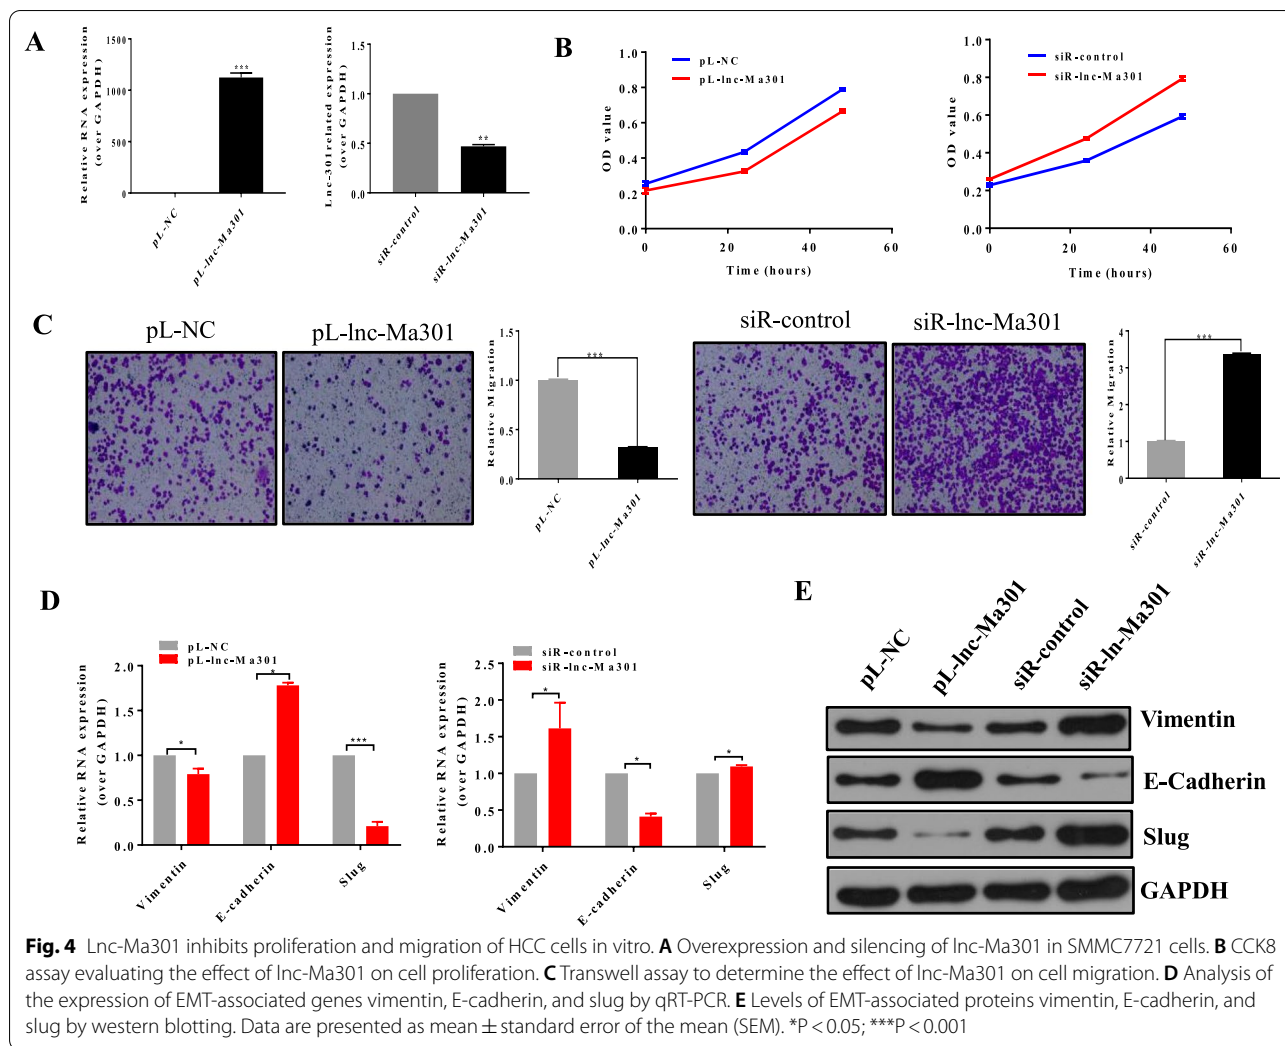 A
Relative RNA expression
(over GAPDH)
1500
1000
500
0
***
pL-NC
pL-lnc-Ma301
Lnc-301related expression
(over GAPDH)
1.5
1.0
0.5
0.0
**
siR-control
siR-lnc-Ma301
B
OD value
1.0
0.8
0.6
0.4
0.2
0.0
pL-NC
pL-lnc-Ma301
0 20 40 60
Time (hours)
OD value
1.0
0.8
0.6
0.4
0.2
0.0
siR-control
siR-lnc-Ma301
0 20 40 60
Time (hours)
C
pL-NC
pL-lnc-Ma301
Relative Migration
1.5
1.0
0.5
0.0
***
pL-NC
pL-lnc-Ma301
siR-control
siR-lnc-Ma301
Relative Migration
4
3
2
1
0
***
siR-control
siR-lnc-Ma301
D
pL-NC
pL-lnc-Ma301
Relative RNA expression
(over GAPDH)
2.0
1.5
1.0
0.5
0.0
*
*
***
Vimentin
E-cadherin
Slug
siR-control
siR-lnc-Ma301
Relative RNA expression
(over GAPDH)
2.5
2.0
1.5
1.0
0.5
0.0
*
*
*
Vimentin
E-cadherin
Slug
E
pL-NC
pL-lnc-Ma301
siR-control
siR-ln-Ma301
Vimentin
E-Cadherin
Slug
GAPDH
Fig. 4 Lnc-Ma301 inhibits proliferation and migration of HCC cells in vitro. A Overexpression and silencing of lnc-Ma301 in SMMC7721 cells. B CCK8
assay evaluating the effect of lnc-Ma301 on cell proliferation. C Transwell assay to determine the effect of lnc-Ma301 on cell migration. D Analysis of
the expression of EMT-associated genes vimentin, E-cadherin, and slug by qRT-PCR. E Levels of EMT-associated proteins vimentin, E-cadherin, and
slug by western blotting. Data are presented as mean ± standard error of the mean (SEM). *P < 0.05; ***P < 0.001